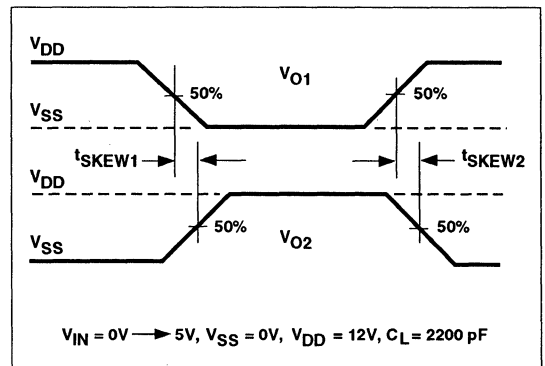 VDD
VO1
50%
50%
VSS
tSKEW1
tSKEW2
VDD
50%
VO2
50%
VSS
VIN = 0V → 5V, VSS = 0V, VDD = 12V, CL = 2200 pF